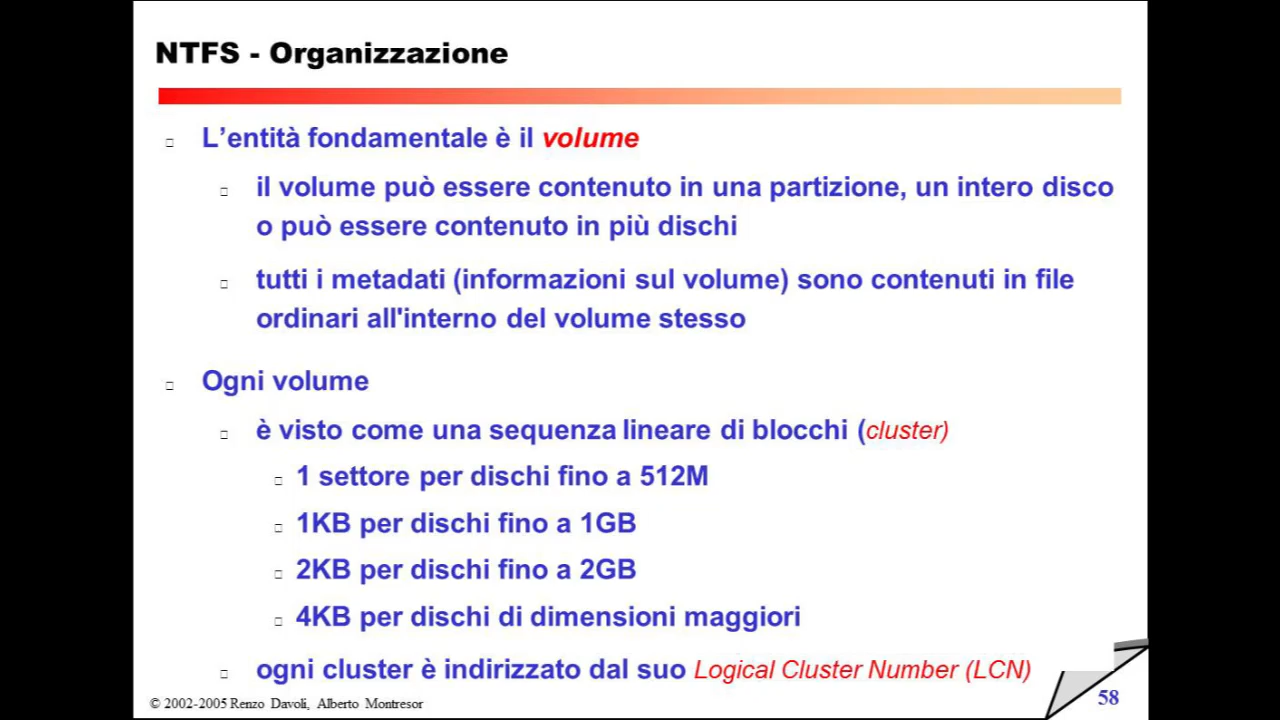 NTFS - Organizzazione
L’entità fondamentale è il volume
il volume può essere contenuto in una partizione, un intero disco
o può essere contenuto in più dischi
tutti i metadati (informazioni sul volume) sono contenuti in file
ordinari all'interno del volume stesso
Ogni volume
è visto come una sequenza lineare di blocchi (cluster)
1 settore per dischi fino a 512M
1KB per dischi fino a 1GB
2KB per dischi fino a 2GB
4KB per dischi di dimensioni maggiori
ogni cluster è indirizzato dal suo Logical Cluster Number (LCN)
© 2002-2005 Renzo Davoli, Alberto Montresor
58